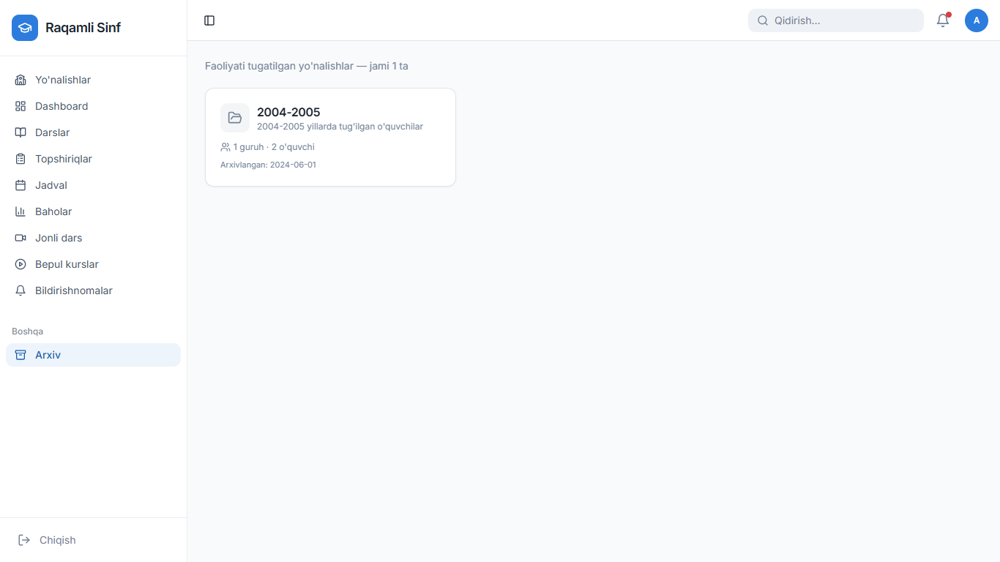 Raqamli Sinf
Qidirish...
A
Yo'nalishlar
Dashboard
Darslar
Topshiriqlar
Jadval
Baholar
Jonli dars
Bepul kurslar
Bildirishnomalar
Boshqa
Arxiv
Chiqish
Faoliyati tugatilgan yo'nalishlar — jami 1 ta
2004-2005
2004-2005 yillarda tug'ilgan o'quvchilar
1 guruh · 2 o'quvchi
Arxivlangan: 2024-06-01